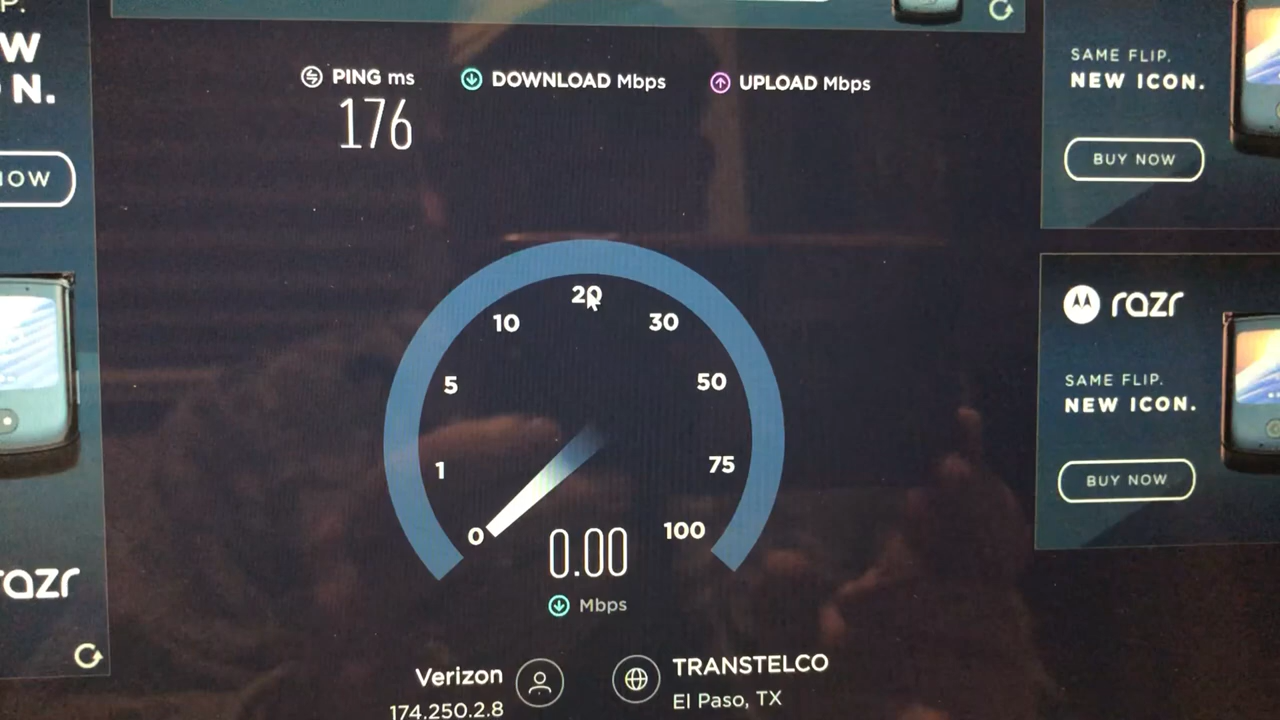 P.
W
N.
NOW
razr
PING ms
176
DOWNLOAD Mbps
UPLOAD Mbps
0
1
5
10
20
30
50
75
100
0.00
Mbps
Verizon
174.250.2.8
TRANSTELCO
El Paso, TX
SAME FLIP.
NEW ICON.
BUY NOW
razr
SAME FLIP.
NEW ICON.
BUY NOW